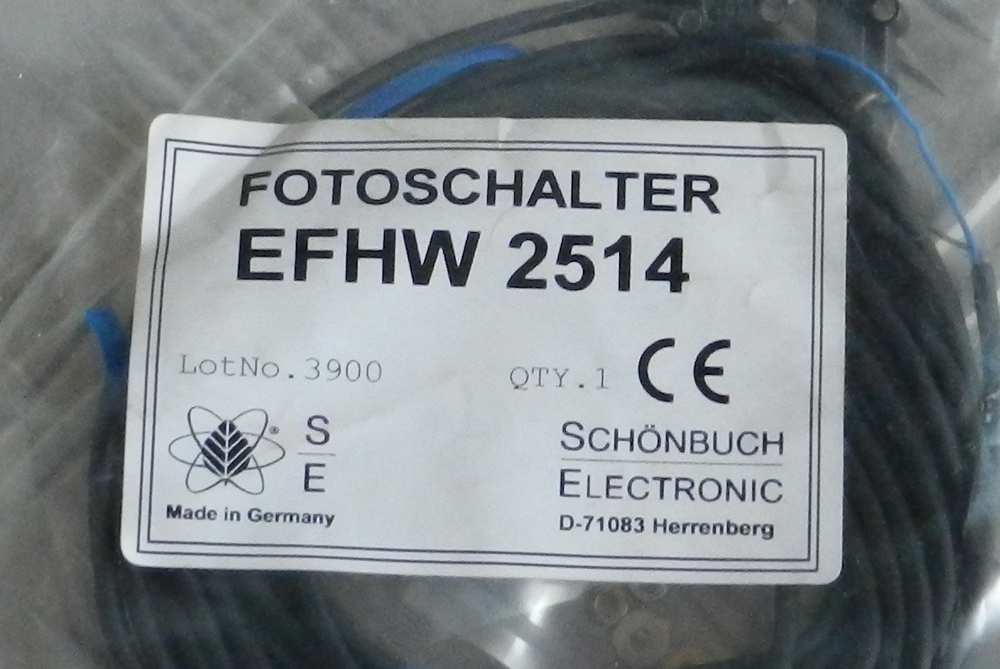 FOTOSCHALTER
EFHW 2514
LotNo.3900
QTY.1 CE
®
S
E
SCHÖNBUCH
ELECTRONIC
Made in Germany
D-71083 Herrenberg